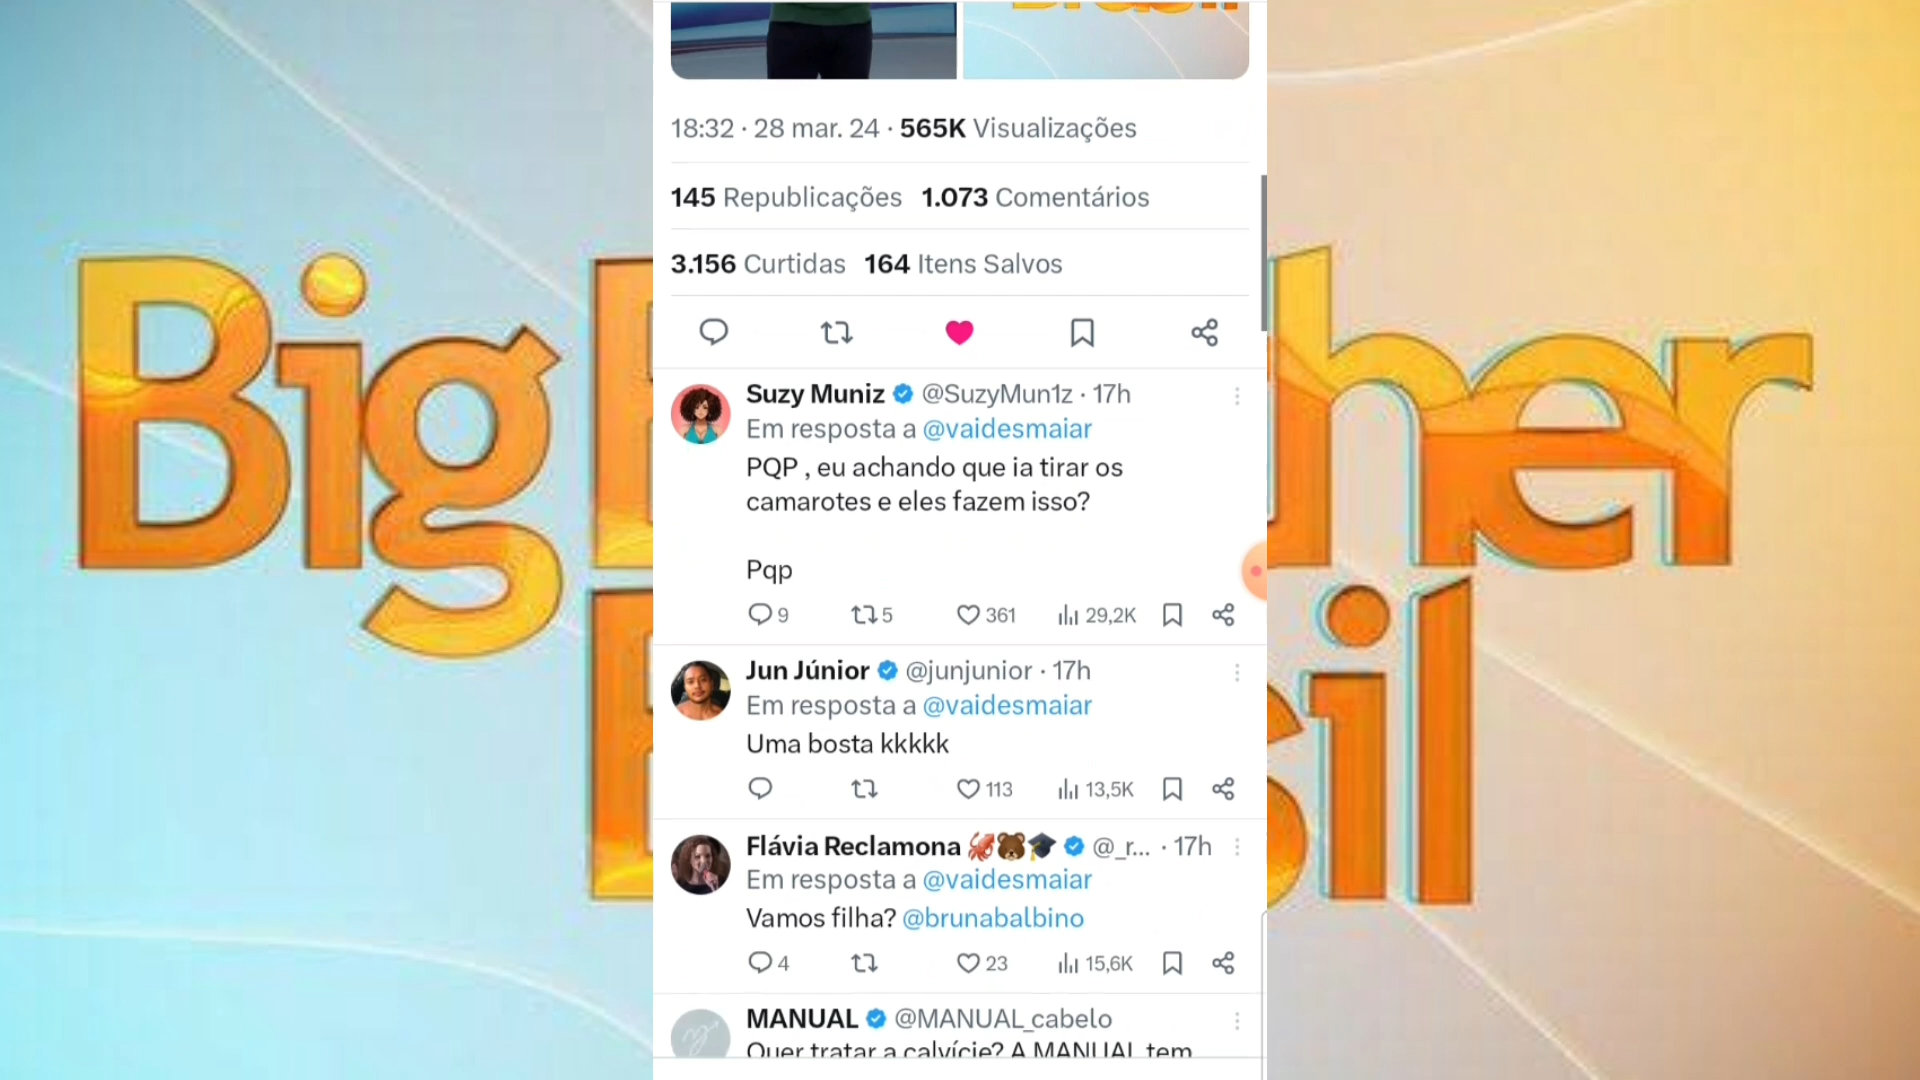 18:32 · 28 mar. 24 · 565K Visualizações
145 Republicações 1.073 Comentários
3.156 Curtidas 164 Itens Salvos
Suzy Muniz @SuzyMun1z · 17h
Em resposta a @vaidesmaiar
PQP , eu achando que ia tirar os
camarotes e eles fazem isso?
Pqp
9 5 361 29,2K
Jun Júnior @junjunior · 17h
Em resposta a @vaidesmaiar
Uma bosta kkkkk
113 13,5K
Flávia Reclamona 🦑🐻🎓 @_r... · 17h
Em resposta a @vaidesmaiar
Vamos filha? @brunabalbino
4 23 15,6K
MANUAL @MANUAL_cabelo
Quer tratar a calvície? A MANUAL tem
Big
her
il